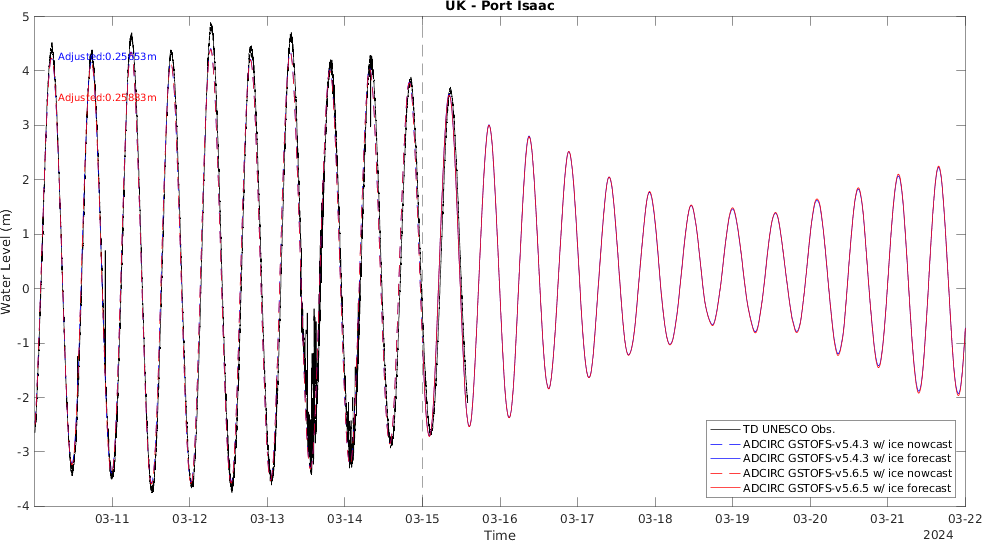 UK - Port Isaac
5
4
3
2
1
0
-1
-2
-3
-4
Water Level (m)
Adjusted:0.25653m
Adjusted:0.25883m
TD UNESCO Obs.
ADCIRC GSTOFS-v5.4.3 w/ ice nowcast
ADCIRC GSTOFS-v5.4.3 w/ ice forecast
ADCIRC GSTOFS-v5.6.5 w/ ice nowcast
ADCIRC GSTOFS-v5.6.5 w/ ice forecast
03-11 03-12 03-13 03-14 03-15 03-16 03-17 03-18 03-19 03-20 03-21 03-22
Time
2024